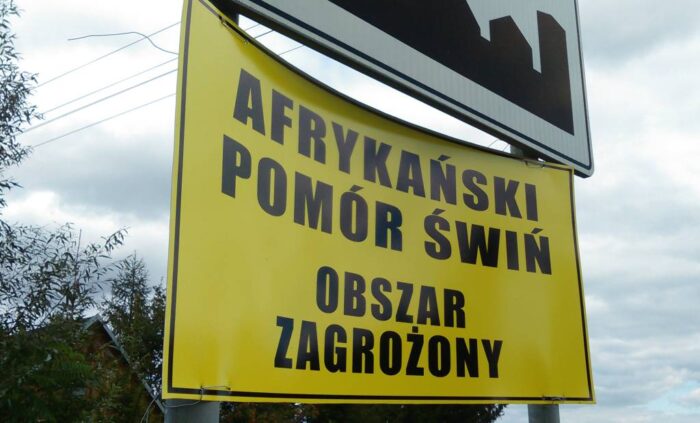 AFRYKAŃSKI
POMÓR ŚWIŃ
OBSZAR
ZAGROŻONY